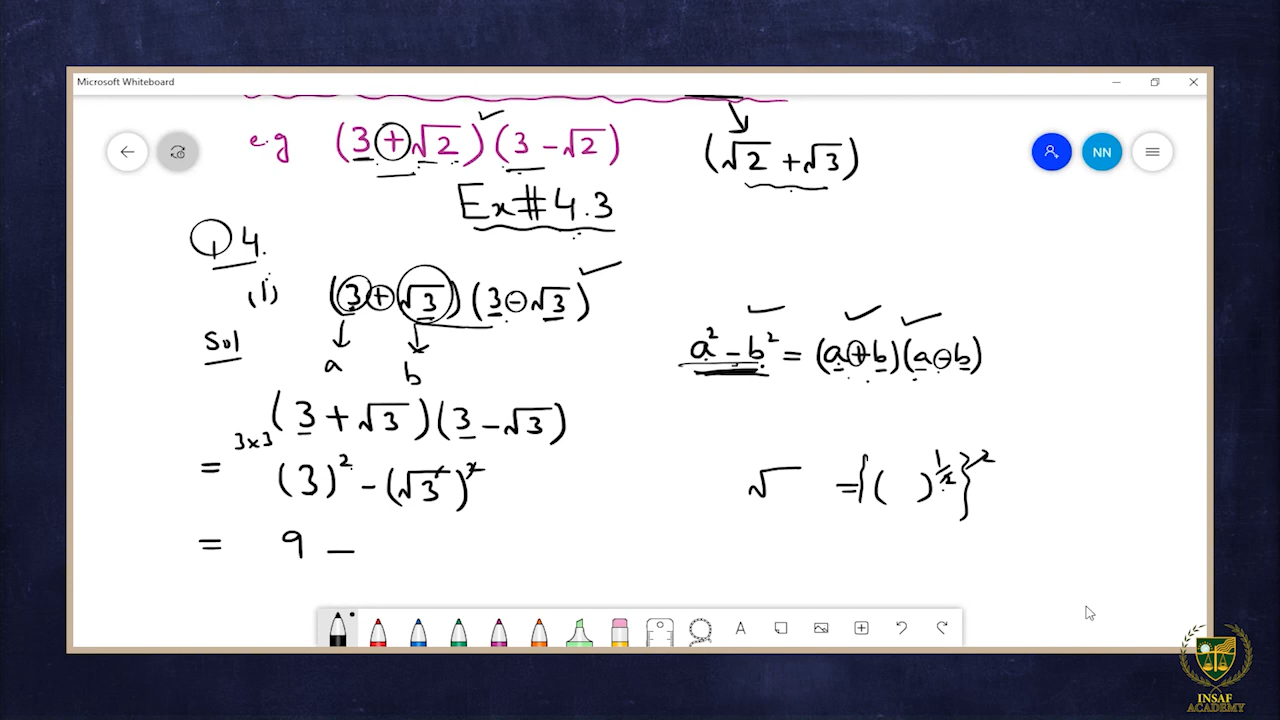 Microsoft Whiteboard
e.g (3+√2)(3-√2) (√2+√3)
NN
Ex#4.3
Q4.
(i) (3+√3)(3-√3)
Sol a b a²-b²=(a+b)(a-b)
(3+√3)(3-√3)
3x3
= (3)²-(√3)² √ ={( )^1/2}²
= 9 -
A
INSAF
ACADEMY